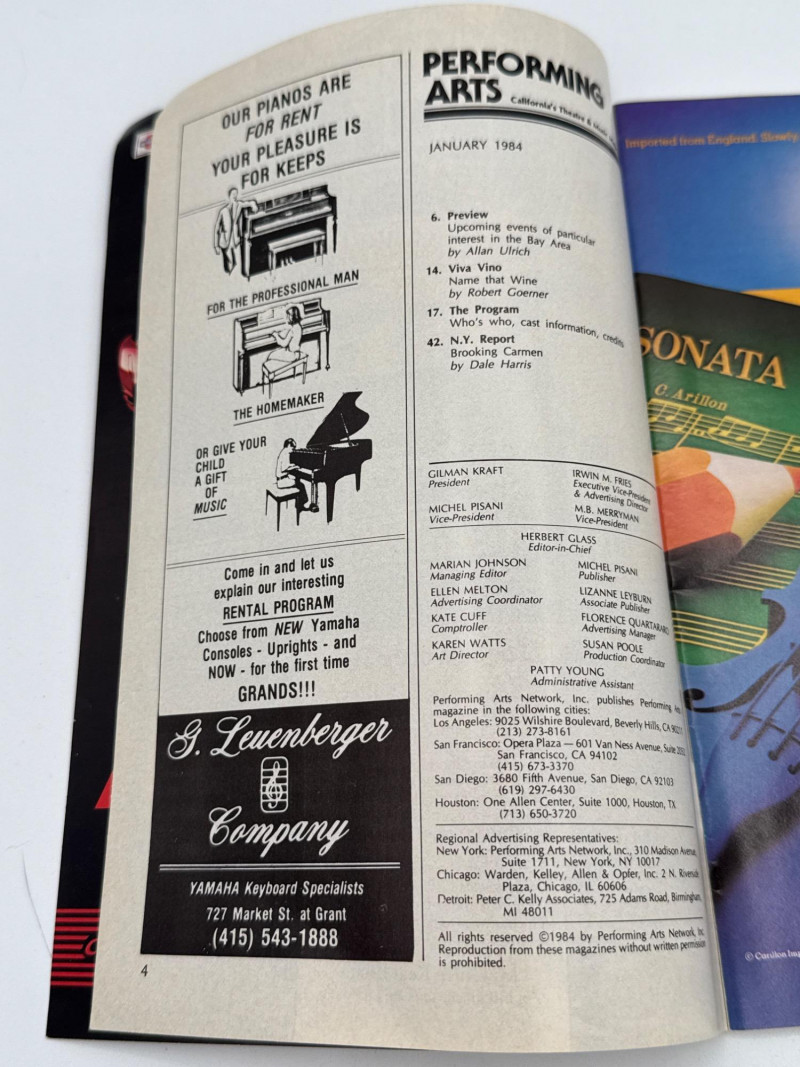 OUR PIANOS ARE
FOR RENT
YOUR PLEASURE IS
FOR KEEPS
FOR THE PROFESSIONAL MAN
THE HOMEMAKER
OR GIVE YOUR
CHILD
A GIFT
OF
MUSIC
Come in and let us
explain our interesting
RENTAL PROGRAM
Choose from NEW Yamaha
Consoles - Uprights - and
NOW - for the first time
GRANDS!!!
G. Leuenberger
Company
YAMAHA Keyboard Specialists
727 Market St. at Grant
(415) 543-1888
4
PERFORMING
ARTS
California's Theatre &
JANUARY 1984
6. Preview
Upcoming events of particular
interest in the Bay Area
by Allan Ulrich
14. Viva Vino
Name that Wine
by Robert Goerner
17. The Program
Who's who, cast information, credits
42. N.Y. Report
Brooking Carmen
by Dale Harris
GILMAN KRAFT
President
IRWIN M. FRIES
Executive Vice-President
& Advertising Director
MICHEL PISANI
Vice-President
M.B. MERRYMAN
Vice-President
HERBERT GLASS
Editor-in-Chief
MARIAN JOHNSON
Managing Editor
MICHEL PISANI
Publisher
ELLEN MELTON
Advertising Coordinator
LIZANNE LEYBURN
Associate Publisher
KATE CUFF
Comptroller
FLORENCE QUARTARARO
Advertising Manager
KAREN WATTS
Art Director
SUSAN POOLE
Production Coordinator
PATTY YOUNG
Administrative Assistant
Performing Arts Network, Inc. publishes Performing
magazine in the following cities:
Los Angeles: 9025 Wilshire Boulevard, Beverly Hills, CA
(213) 273-8161
San Francisco: Opera Plaza — 601 Van Ness Avenue, Suite
San Francisco, CA 94102
(415) 673-3370
San Diego: 3680 Fifth Avenue, San Diego, CA 92103
(619) 297-6430
Houston: One Allen Center, Suite 1000, Houston, TX
(713) 650-3720
Regional Advertising Representatives:
New York: Performing Arts Network, Inc., 310 Madison Avenue,
Suite 1711, New York, NY 10017
Chicago: Warden, Kelley, Allen & Opfer, Inc. 2 N. Riverside
Plaza, Chicago, IL 60606
Detroit: Peter C. Kelly Associates, 725 Adams Road, Birmingham,
MI 48011
All rights reserved ©1984 by Performing Arts Network,
Reproduction from these magazines without written permission
is prohibited.
Imported from England. Slowly.
SONATA
C. Arillon